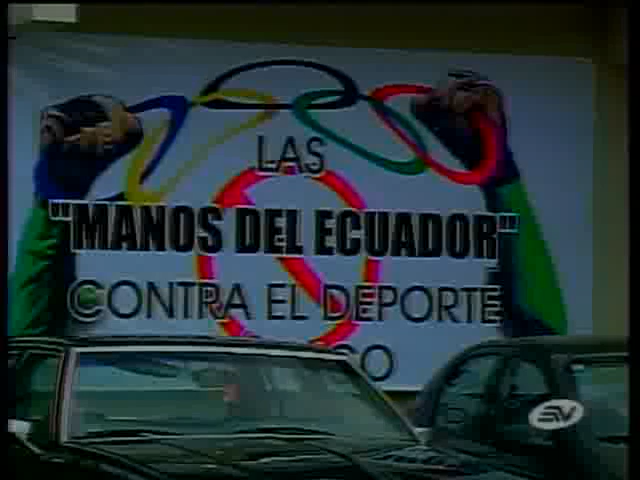 LAS
"MANOS DEL ECUADOR"
CONTRA EL DEPORTE